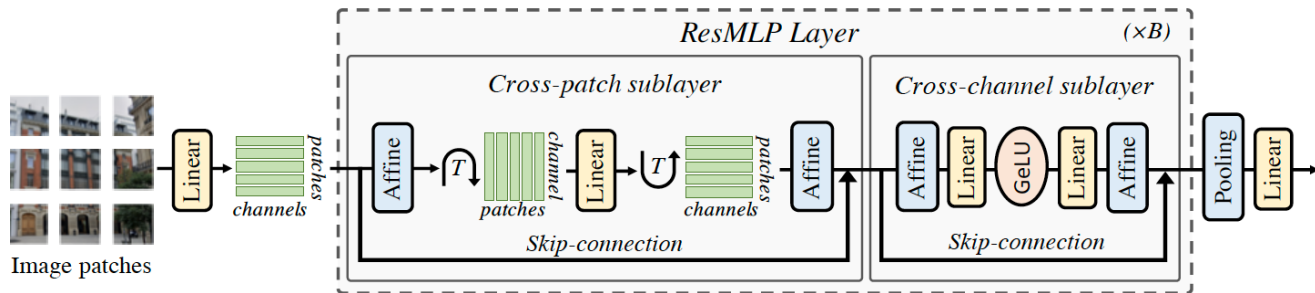 ResMLP Layer
(×B)
Cross-patch sublayer
Cross-channel sublayer
Linear
patches
channels
Affine
T
channel
patches
Linear
T
patches
channels
Affine
Skip-connection
Affine
Linear
GeLU
Linear
Affine
Skip-connection
Pooling
Linear
Image patches